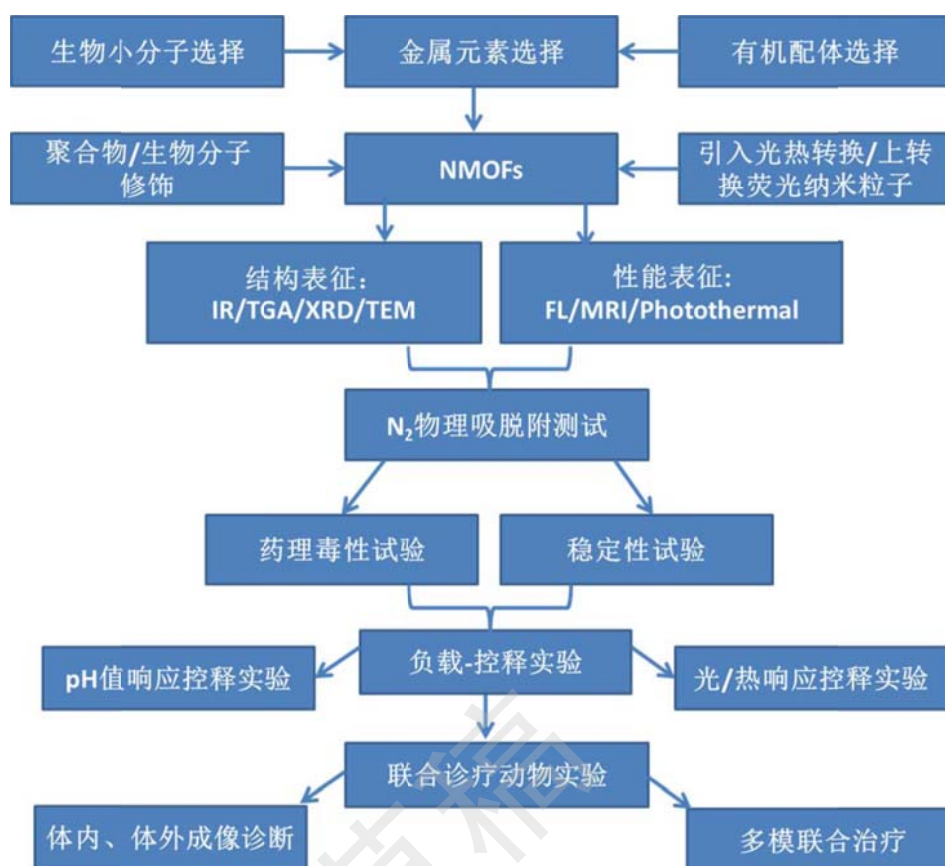 生物小分子选择
金属元素选择
有机配体选择
聚合物/生物分子
修饰
NMOFs
引入光热转换/上转
换荧光纳米粒子
结构表征:
IR/TGA/XRD/TEM
性能表征:
FL/MRI/Photothermal
N₂物理吸脱附测试
药理毒性试验
稳定性试验
pH值响应控释实验
负载-控释实验
光/热响应控释实验
联合诊疗动物实验
体内、体外成像诊断
多模联合治疗
草稿